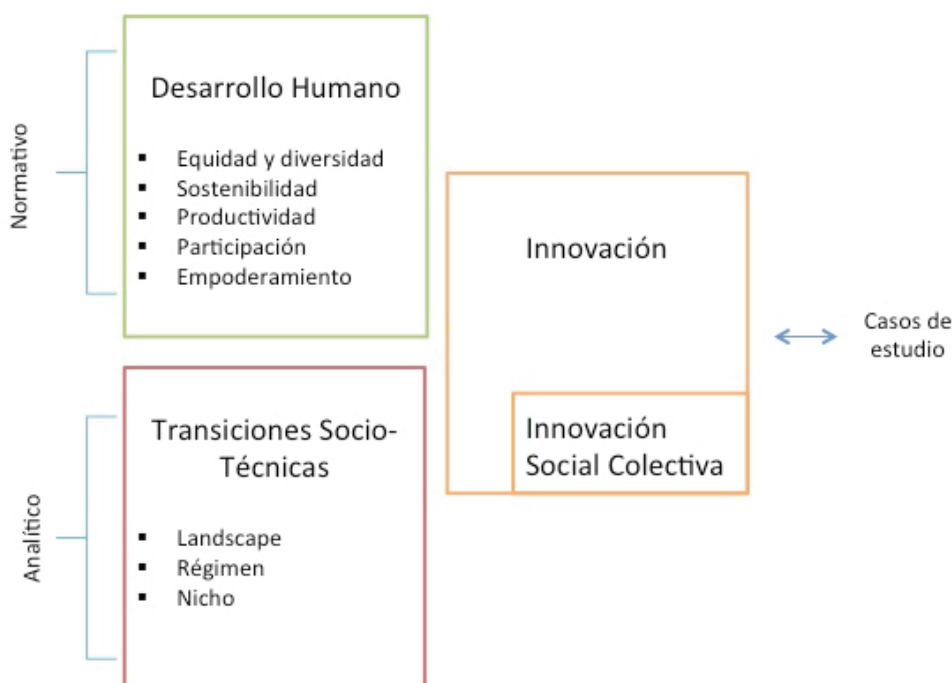 Normativo
Desarrollo Humano
▪ Equidad y diversidad
▪ Sostenibilidad
▪ Productividad
▪ Participación
▪ Empoderamiento
Innovación
Innovación
Social Colectiva
Casos de
estudio
Analítico
Transiciones Socio-
Técnicas
▪ Landscape
▪ Régimen
▪ Nicho